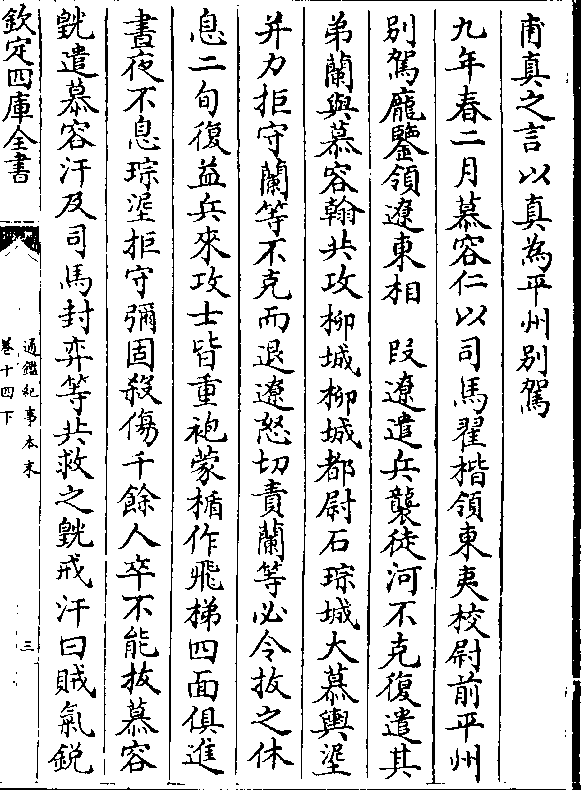 甫真之言以真為平州别駕
九年春二月慕容仁以司馬翟楷領東夷校尉前平州
别駕龎鑒領遼東相　段遼遣兵襲徒河不克復遣其
弟蘭與慕容翰共攻栁城栁城都尉石琮城大慕輿埿
并力拒守蘭等不克而退遼怒切責蘭等必令拔之休
息二旬復益兵來攻士皆重袍蒙楯作飛梯四面俱進
晝夜不息琮埿拒守彌固殺傷千餘人卒不能拔慕容
皝遣慕容汗及司馬封弈等共救之皝戒汗曰賊氣銳
欽定四庫全書
通鑑紀事本末
卷十四下
三